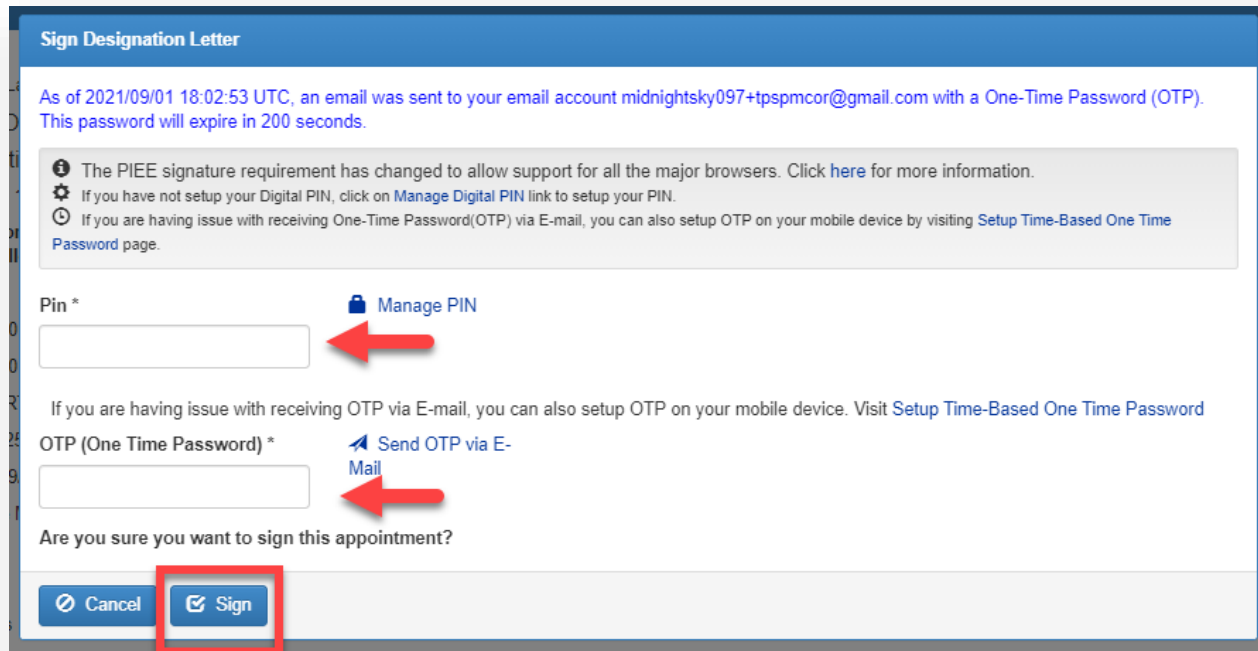 Sign Designation Letter
As of 2021/09/01 18:02:53 UTC, an email was sent to your email account midnightsky097+tpspmcor@gmail.com with a One-Time Password (OTP).
This password will expire in 200 seconds.
The PIEE signature requirement has changed to allow support for all the major browsers. Click here for more information.
If you have not setup your Digital PIN, click on Manage Digital PIN link to setup your PIN.
If you are having issue with receiving One-Time Password(OTP) via E-mail, you can also setup OTP on your mobile device by visiting Setup Time-Based One Time
Password page.
Pin * Manage PIN
If you are having issue with receiving OTP via E-mail, you can also setup OTP on your mobile device. Visit Setup Time-Based One Time Password
OTP (One Time Password) * Send OTP via E-
Mail
Are you sure you want to sign this appointment?
Cancel Sign